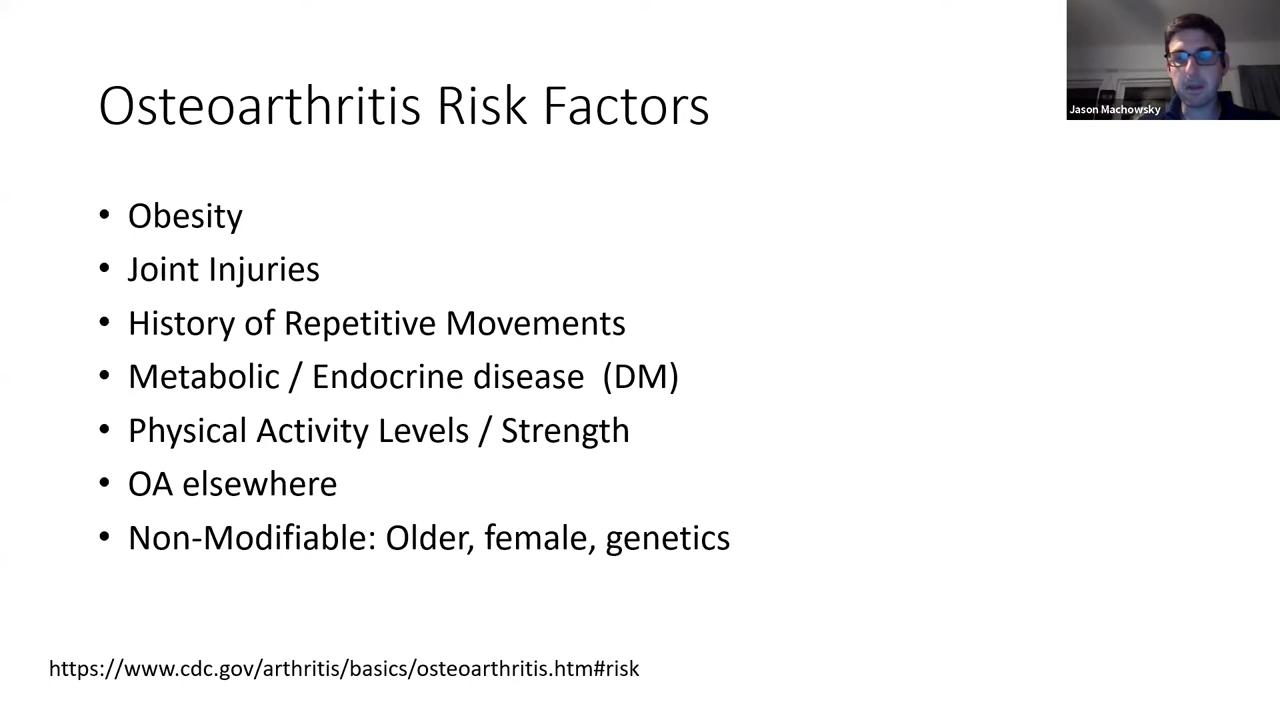 Osteoarthritis Risk Factors
Jason Machowsky
• Obesity
• Joint Injuries
• History of Repetitive Movements
• Metabolic / Endocrine disease  (DM)
• Physical Activity Levels / Strength
• OA elsewhere
• Non-Modifiable: Older, female, genetics
https://www.cdc.gov/arthritis/basics/osteoarthritis.htm#risk